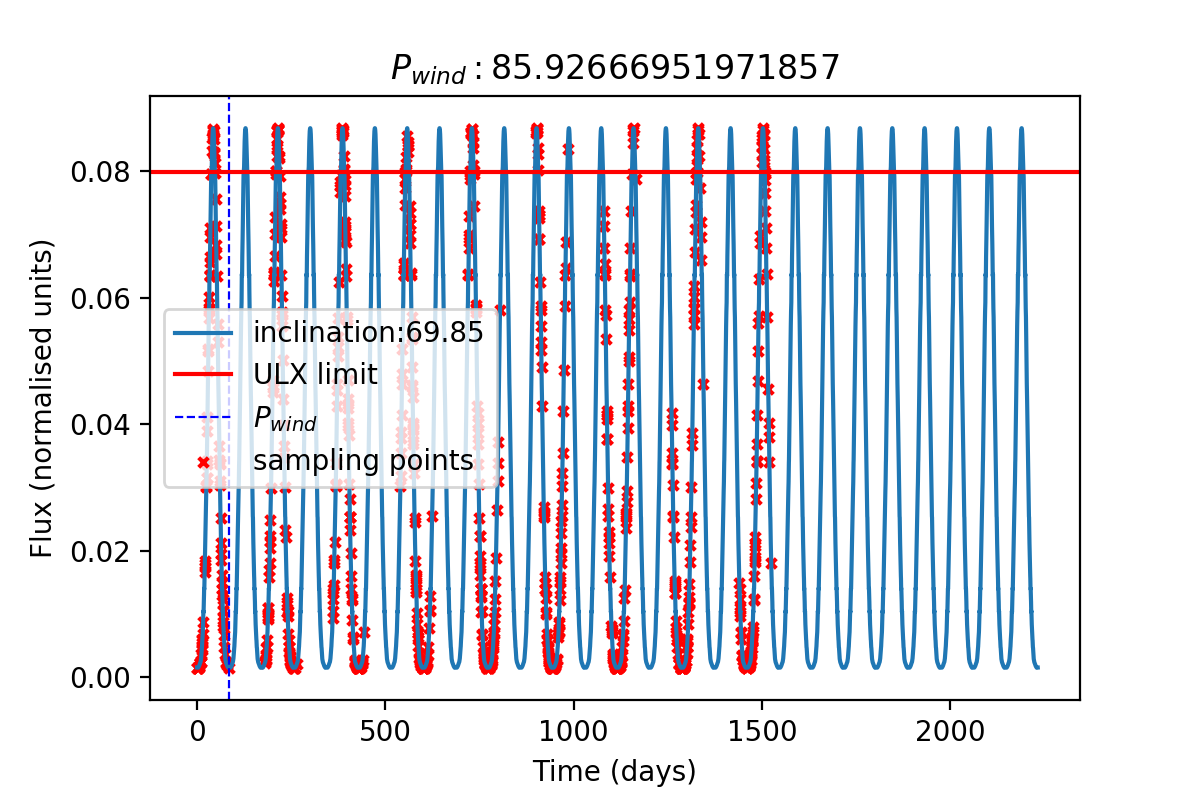 P_wind : 85.92666951971857
Flux (normalised units)
0.08
0.06
0.04
0.02
0.00
inclination:69.85
ULX limit
P_wind
sampling points
0 500 1000 1500 2000
Time (days)